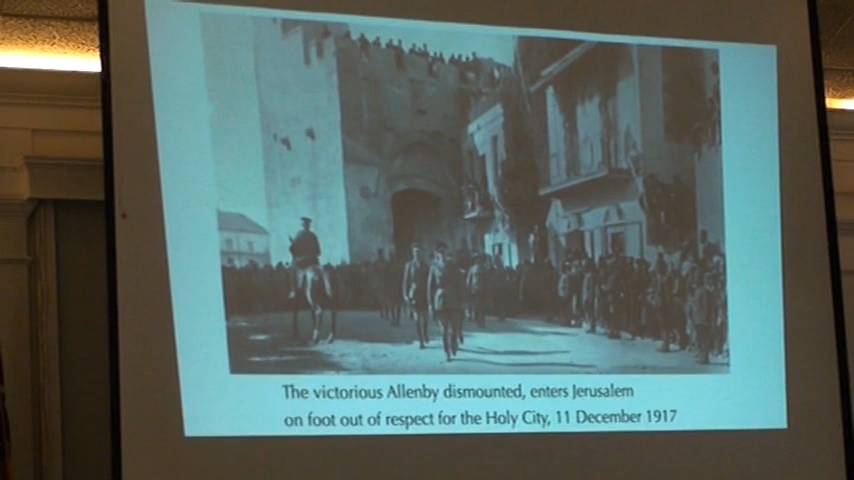 The victorious Allenby dismounted, enters Jerusalem
on foot out of respect for the Holy City, 11 December 1917